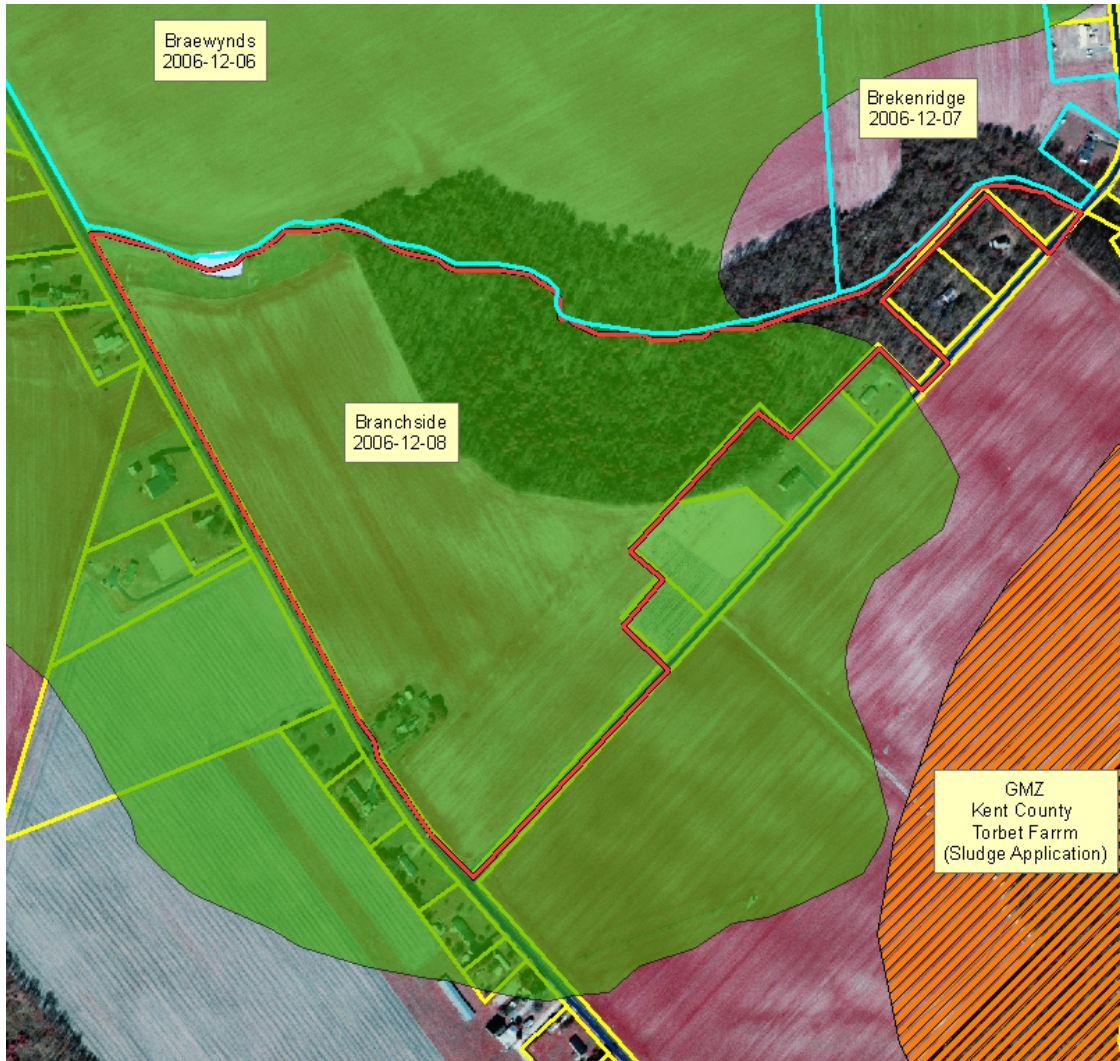 Braewynds
2006-12-06
Brekenridge
2006-12-07
Branchside
2006-12-08
GMZ
Kent County
Torbet Farrm
(Sludge Application)